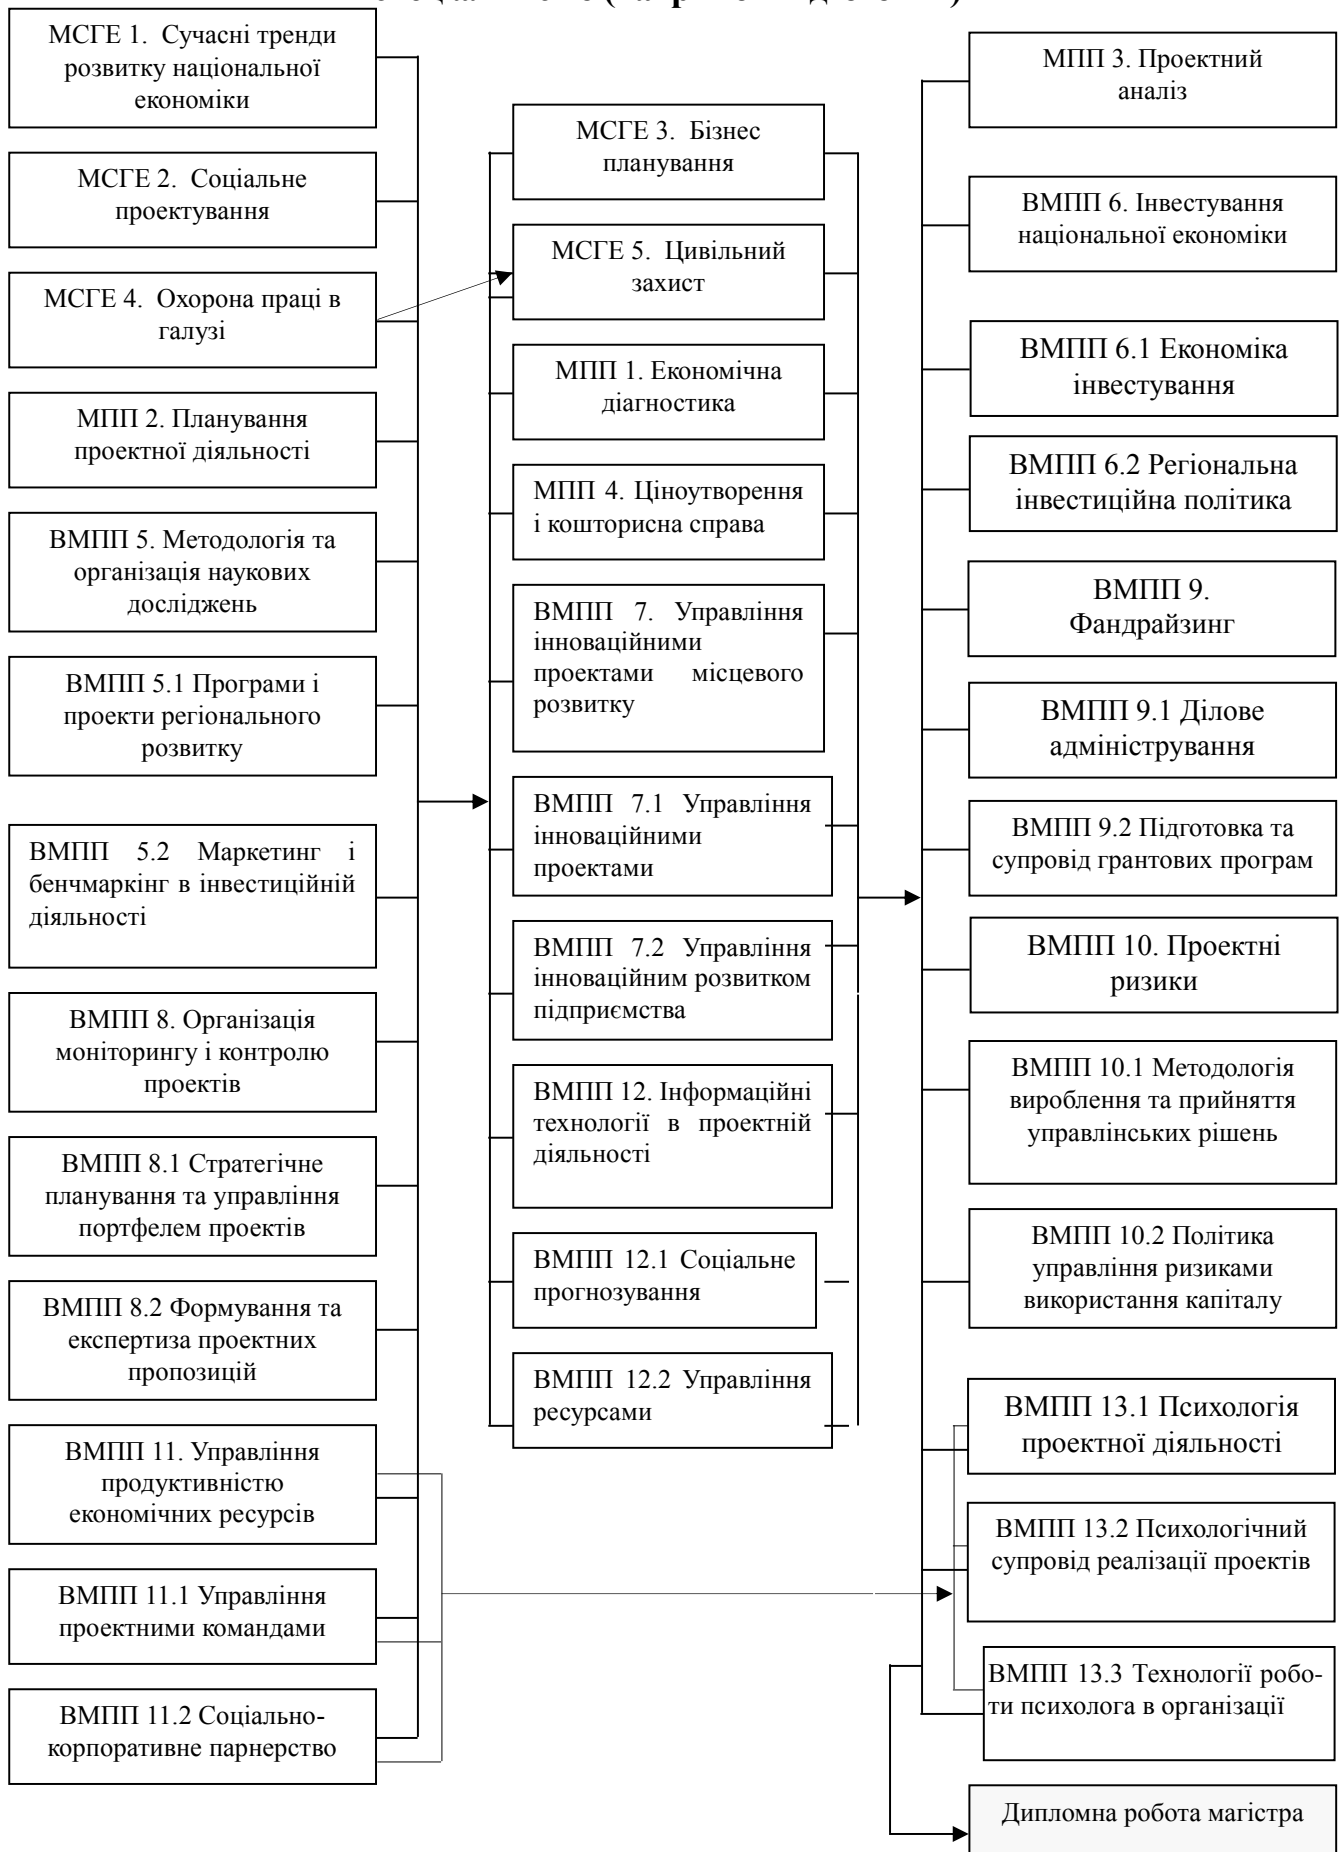 МСГЕ 1. Сучасні тренди
розвитку національної
економіки
МСГЕ 2. Соціальне
проектування
МСГЕ 4. Охорона праці в
галузі
МПП 2. Планування
проектної діяльності
ВМПП 5. Методологія та
організація наукових
досліджень
ВМПП 5.1 Програми і
проекти регіонального
розвитку
ВМПП 5.2 Маркетинг і
бенчмаркінг в інвестиційній
діяльності
ВМПП 8. Організація
моніторингу і контролю
проектів
ВМПП 8.1 Стратегічне
планування та управління
портфелем проектів
ВМПП 8.2 Формування та
експертиза проектних
пропозицій
ВМПП 11. Управління
продуктивністю
економічних ресурсів
ВМПП 11.1 Управління
проектними командами
ВМПП 11.2 Соціально-
корпоративне парнерство
МСГЕ 3. Бізнес
планування
МСГЕ 5. Цивільний
захист
МПП 1. Економічна
діагностика
МПП 4. Ціноутворення
і кошторисна справа
ВМПП 7. Управління
інноваційними
проектами місцевого
розвитку
ВМПП 7.1 Управління
інноваційними
проектами
ВМПП 7.2 Управління
інноваційним розвитком
підприємства
ВМПП 12. Інформаційні
технології в проектній
діяльності
ВМПП 12.1 Соціальне
прогнозування
ВМПП 12.2 Управління
ресурсами
МПП 3. Проектний
аналіз
ВМПП 6. Інвестування
національної економіки
ВМПП 6.1 Економіка
інвестування
ВМПП 6.2 Регіональна
інвестиційна політика
ВМПП 9.
Фандрайзинг
ВМПП 9.1 Ділове
адміністрування
ВМПП 9.2 Підготовка та
супровід грантових програм
ВМПП 10. Проектні
ризики
ВМПП 10.1 Методологія
вироблення та прийняття
управлінських рішень
ВМПП 10.2 Політика
управління ризиками
використання капіталу
ВМПП 13.1 Психологія
проектної діяльності
ВМПП 13.2 Психологічний
супровід реалізації проектів
ВМПП 13.3 Технології робо-
ти психолога в організації
Дипломна робота магістра